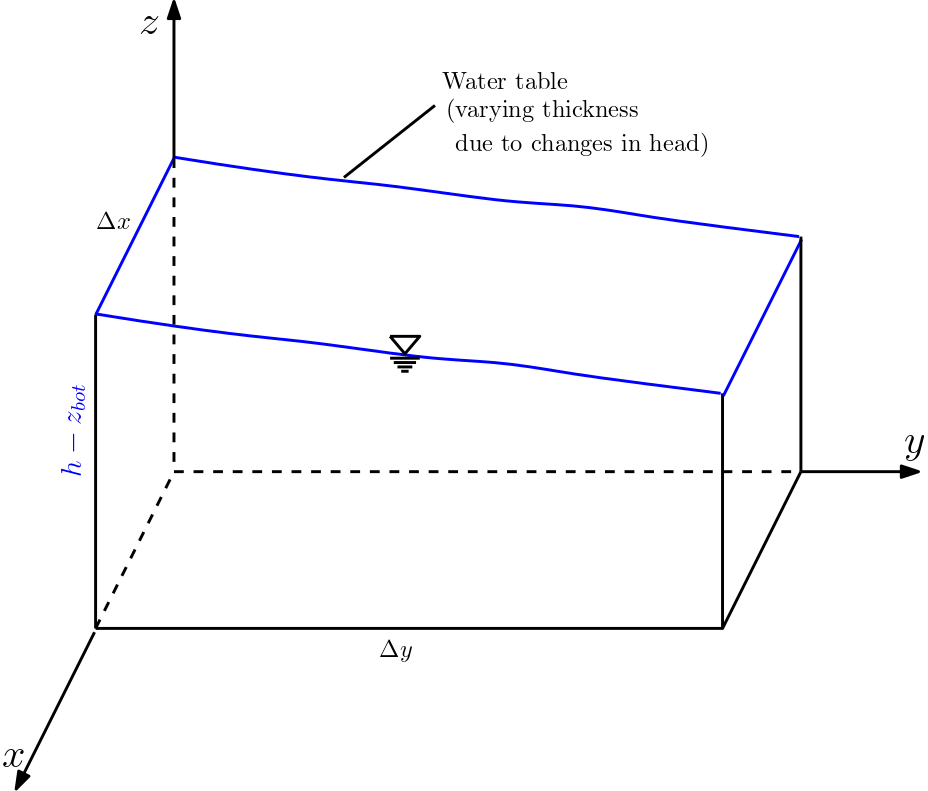 z
Water table
(varying thickness
due to changes in head)
Δx
h − z_bot
y
Δy
x